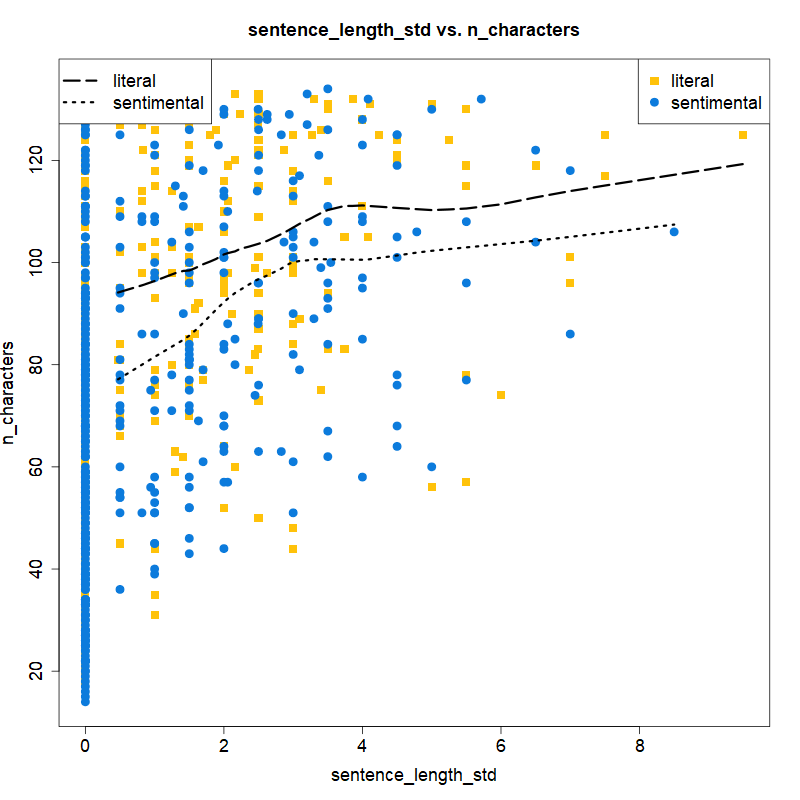 sentence_length_std vs. n_characters
literal
sentimental
literal
sentimental
n_characters
120
100
80
60
40
20
0 2 4 6 8
sentence_length_std